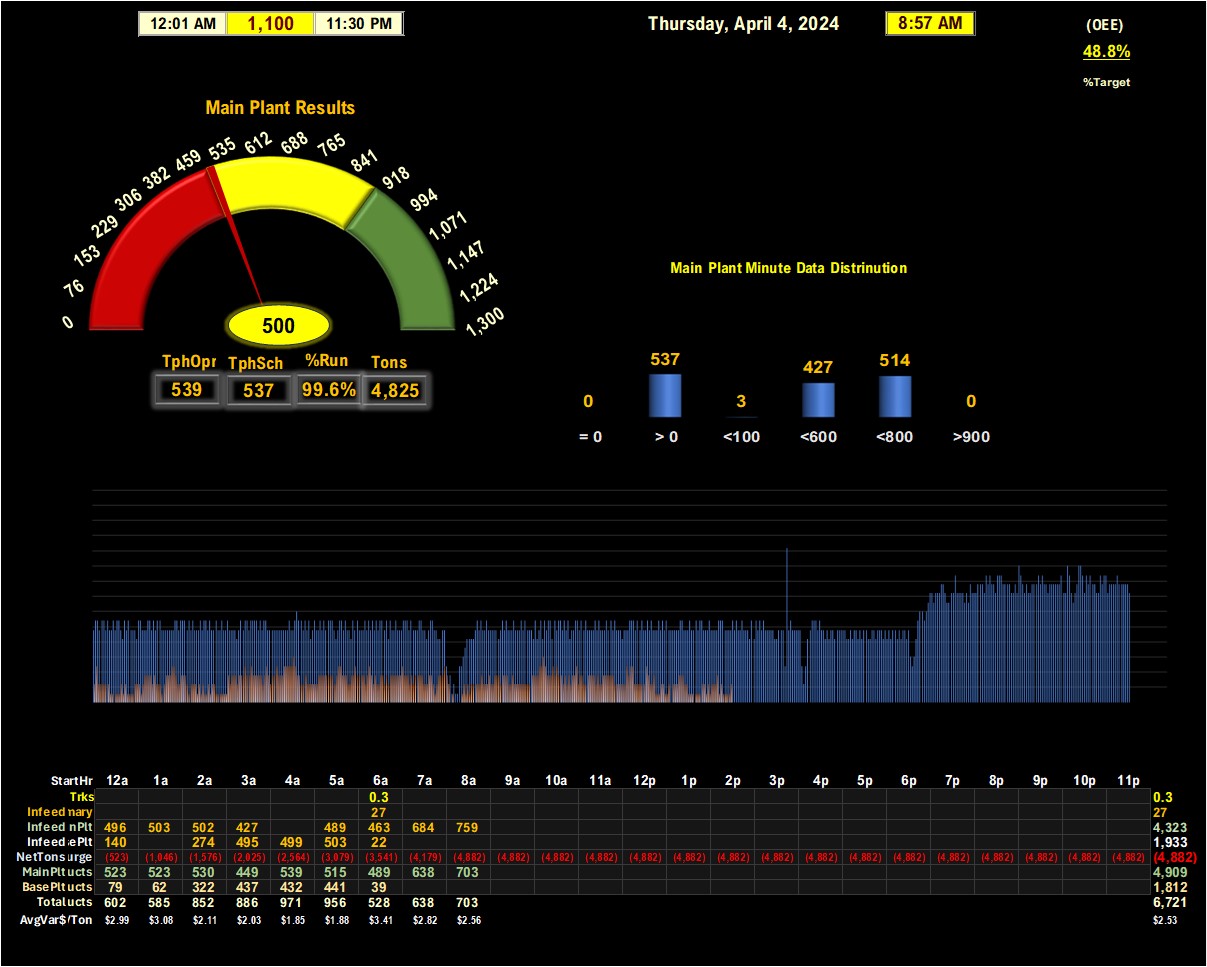 12:01 AM 1,100 11:30 PM Thursday, April 4, 2024 8:57 AM (OEE)
48.8%
%Target
Main Plant Results
0 76 153 229 306 382 459 535 612 688 765 841 918 994 1,071 1,147 1,224 1,300
500
TphOpr TphSch %Run Tons
539 537 99.6% 4,825
Main Plant Minute Data Distrinution
0 537 3 427 514 0
= 0 > 0 <100 <600 <800 >900
StartHr 12a 1a 2a 3a 4a 5a 6a 7a 8a 9a 10a 11a 12p 1p 2p 3p 4p 5p 6p 7p 8p 9p 10p 11p
Trks 0.3 0.3
Infeed nary 27 27
Infeed nPlt 496 503 502 427 489 463 684 759 4,323
Infeed ePlt 140 274 495 499 503 22 1,933
NetTons urge (523) (1,046) (1,576) (2,025) (2,564) (3,079) (3,541) (4,179) (4,882) (4,882) (4,882) (4,882) (4,882) (4,882) (4,882) (4,882) (4,882) (4,882) (4,882) (4,882) (4,882) (4,882) (4,882) (4,882) (4,882)
MainPlt ucts 523 523 530 449 539 515 489 638 703 4,909
BasePlt ucts 79 62 322 437 432 441 39 1,812
Total ucts 602 585 852 886 971 956 528 638 703 6,721
AvgVar$/Ton $2.99 $3.08 $2.11 $2.03 $1.85 $1.88 $3.41 $2.82 $2.56 $2.53